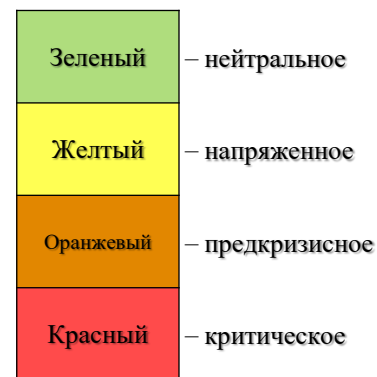 Зеленый – нейтральное
Желтый – напряженное
Оранжевый – предкризисное
Красный – критическое